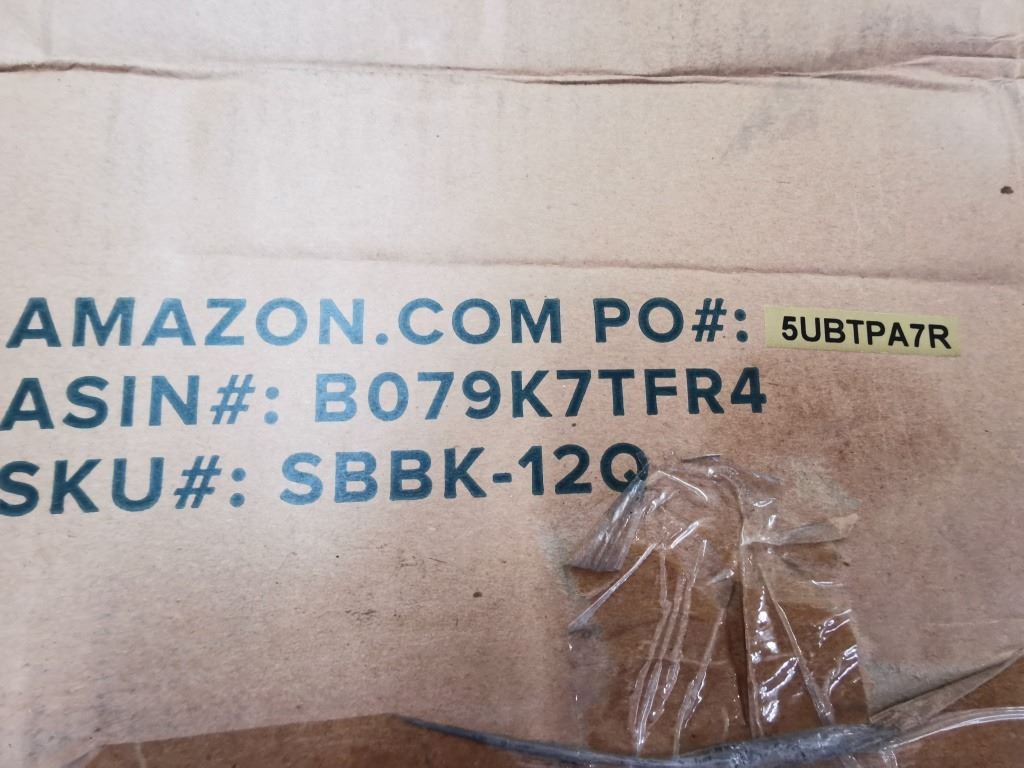 AMAZON.COM PO#: 5UBTPA7R
ASIN#: B079K7TFR4
SKU#: SBBK-12Q